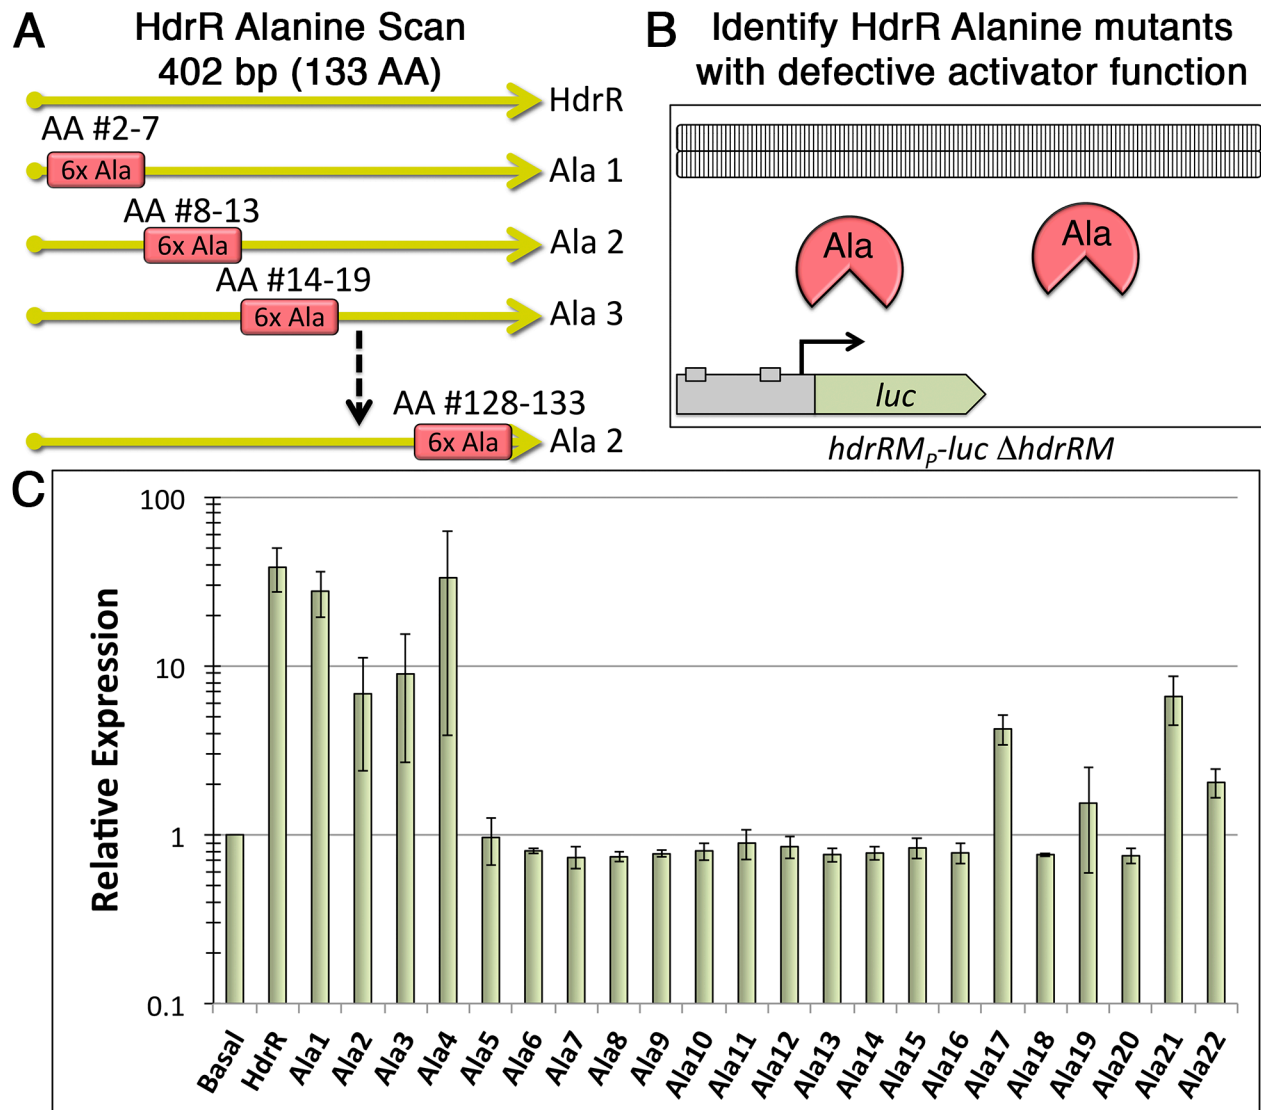 A
HdrR Alanine Scan
402 bp (133 AA)
HdrR
AA #2-7
6x Ala
Ala 1
AA #8-13
6x Ala
Ala 2
AA #14-19
6x Ala
Ala 3
AA #128-133
6x Ala
Ala 2
B
Identify HdrR Alanine mutants
with defective activator function
Ala
Ala
luc
hdrRMP-luc ΔhdrRM
C
Relative Expression
100
10
1
0.1
Basal
HdrR
Ala1
Ala2
Ala3
Ala4
Ala5
Ala6
Ala7
Ala8
Ala9
Ala10
Ala11
Ala12
Ala13
Ala14
Ala15
Ala16
Ala17
Ala18
Ala19
Ala20
Ala21
Ala22